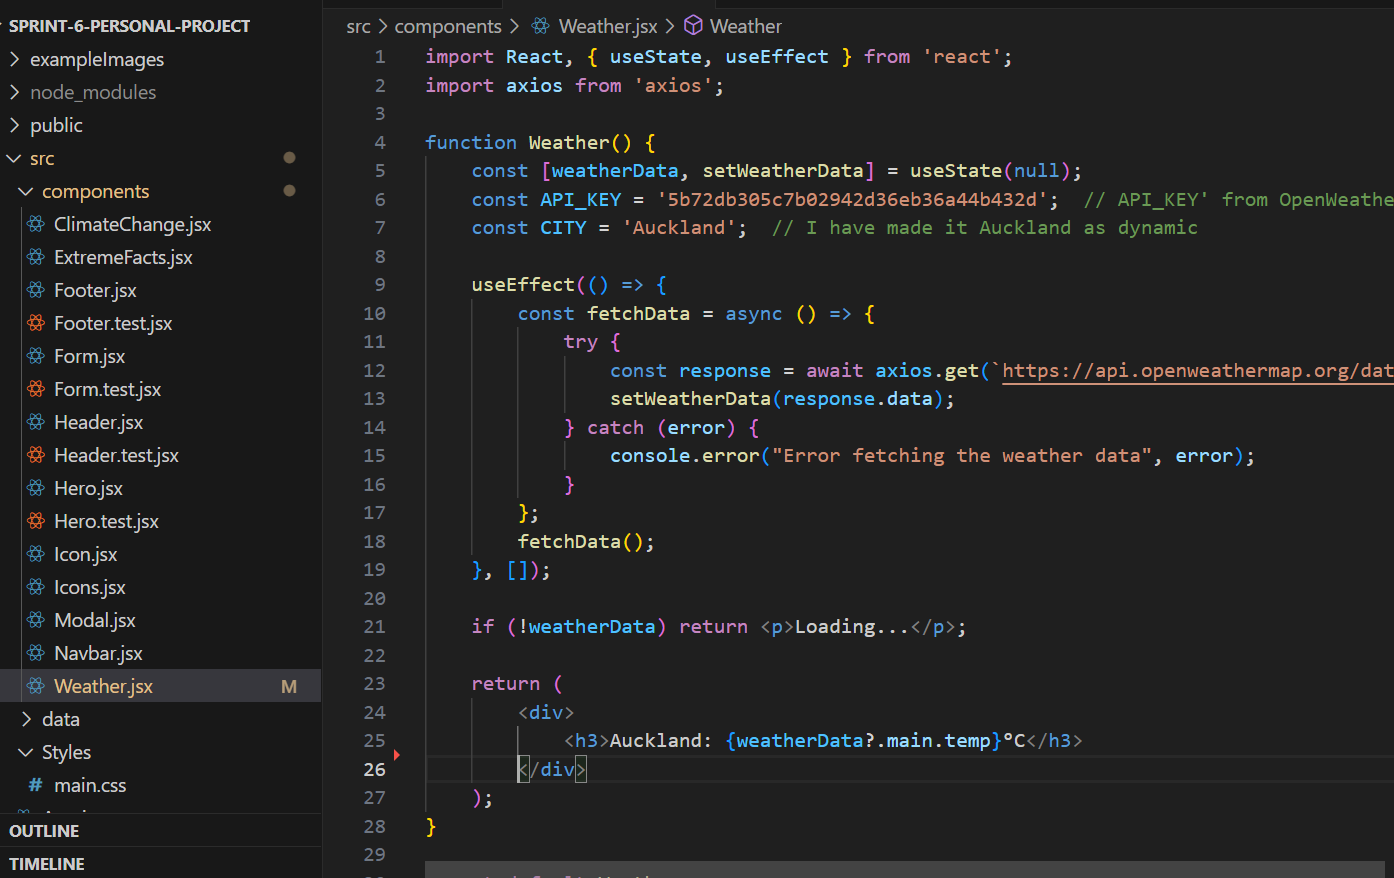 SPRINT-6-PERSONAL-PROJECT
exampleImages
node_modules
public
src
components
ClimateChange.jsx
ExtremeFacts.jsx
Footer.jsx
Footer.test.jsx
Form.jsx
Form.test.jsx
Header.jsx
Header.test.jsx
Hero.jsx
Hero.test.jsx
Icon.jsx
Icons.jsx
Modal.jsx
Navbar.jsx
Weather.jsx M
data
Styles
# main.css
OUTLINE
TIMELINE
src > components > Weather.jsx > Weather
1 import React, { useState, useEffect } from 'react';
2 import axios from 'axios';
3
4 function Weather() {
5 const [weatherData, setWeatherData] = useState(null);
6 const API_KEY = '5b72db305c7b02942d36eb36a44b432d'; // API_KEY' from OpenWeathe
7 const CITY = 'Auckland'; // I have made it Auckland as dynamic
8
9 useEffect(() => {
10 const fetchData = async () => {
11 try {
12 const response = await axios.get(`https://api.openweathermap.org/dat
13 setWeatherData(response.data);
14 } catch (error) {
15 console.error("Error fetching the weather data", error);
16 }
17 };
18 fetchData();
19 }, []);
20
21 if (!weatherData) return <p>Loading...</p>;
22
23 return (
24 <div>
25 <h3>Auckland: {weatherData?.main.temp}°C</h3>
26 </div>
27 );
28 }
29